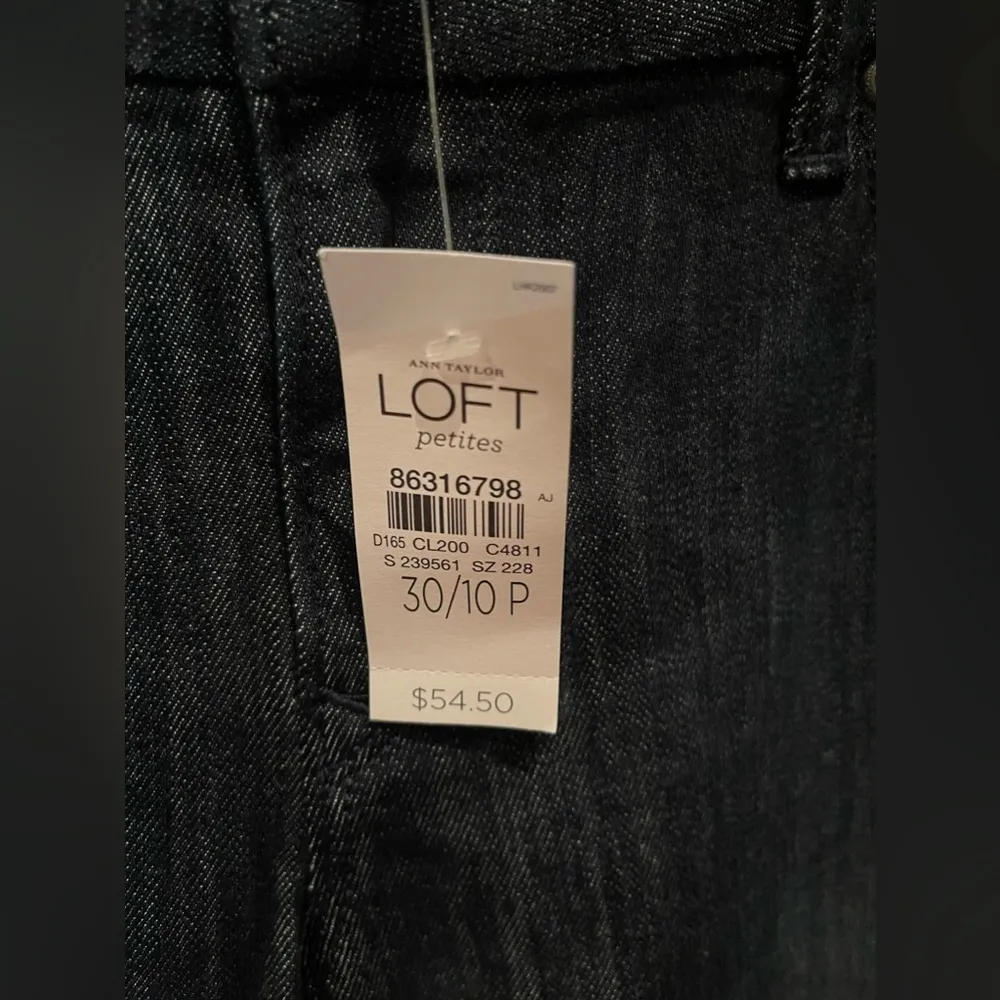 ANN TAYLOR
LOFT
petites
86316798
AJ
D165 CL200 C4811
S 239561 SZ 228
30/10 P
$54.50